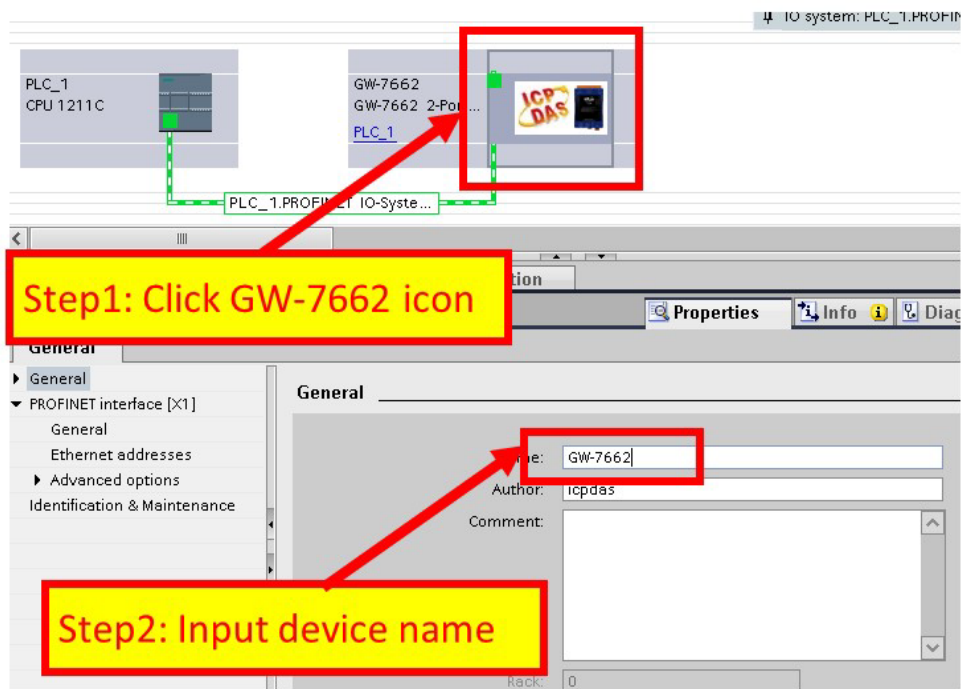 IO system: PLC_1.PROFIN
PLC_1
CPU 1211C
GW-7662
GW-7662 2-Por...
PLC_1
ICP
DAS
PLC_1.PROFINET IO-Syste...
Step1: Click GW-7662 icon
tion
Properties
Info
Diag
General
General
PROFINET interface [X1]
General
Ethernet addresses
Advanced options
Identification & Maintenance
General
me:
GW-7662
Author:
icpdas
Comment:
Step2: Input device name
Rack:
0